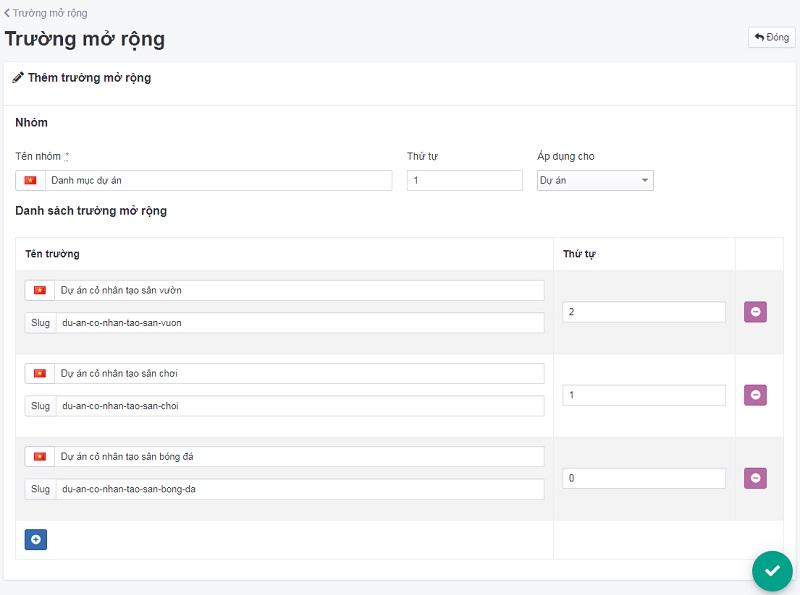 Trường mở rộng
Trường mở rộng
Đóng
Thêm trường mở rộng
Nhóm
Tên nhóm * Thứ tự Áp dụng cho
Danh mục dự án 1 Dự án
Danh sách trường mở rộng
Tên trường Thứ tự
Dự án cỏ nhân tạo sân vườn
2
Slug du-an-co-nhan-tao-san-vuon
Dự án cỏ nhân tạo sân chơi
1
Slug du-an-co-nhan-tao-san-choi
Dự án cỏ nhân tạo sân bóng đá
0
Slug du-an-co-nhan-tao-san-bong-da